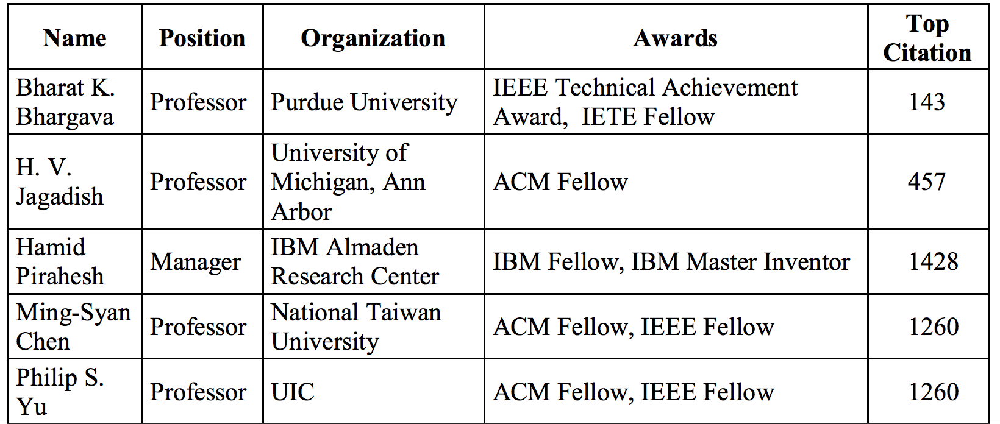 Name Position Organization Awards Top
Citation
Bharat K.
Bhargava
Professor
Purdue University
IEEE Technical Achievement
Award,  IETE Fellow
143
H. V.
Jagadish
Professor
University of
Michigan, Ann
Arbor
ACM Fellow
457
Hamid
Pirahesh
Manager
IBM Almaden
Research Center
IBM Fellow, IBM Master Inventor
1428
Ming-Syan
Chen
Professor
National Taiwan
University
ACM Fellow, IEEE Fellow
1260
Philip S.
Yu
Professor
UIC
ACM Fellow, IEEE Fellow
1260